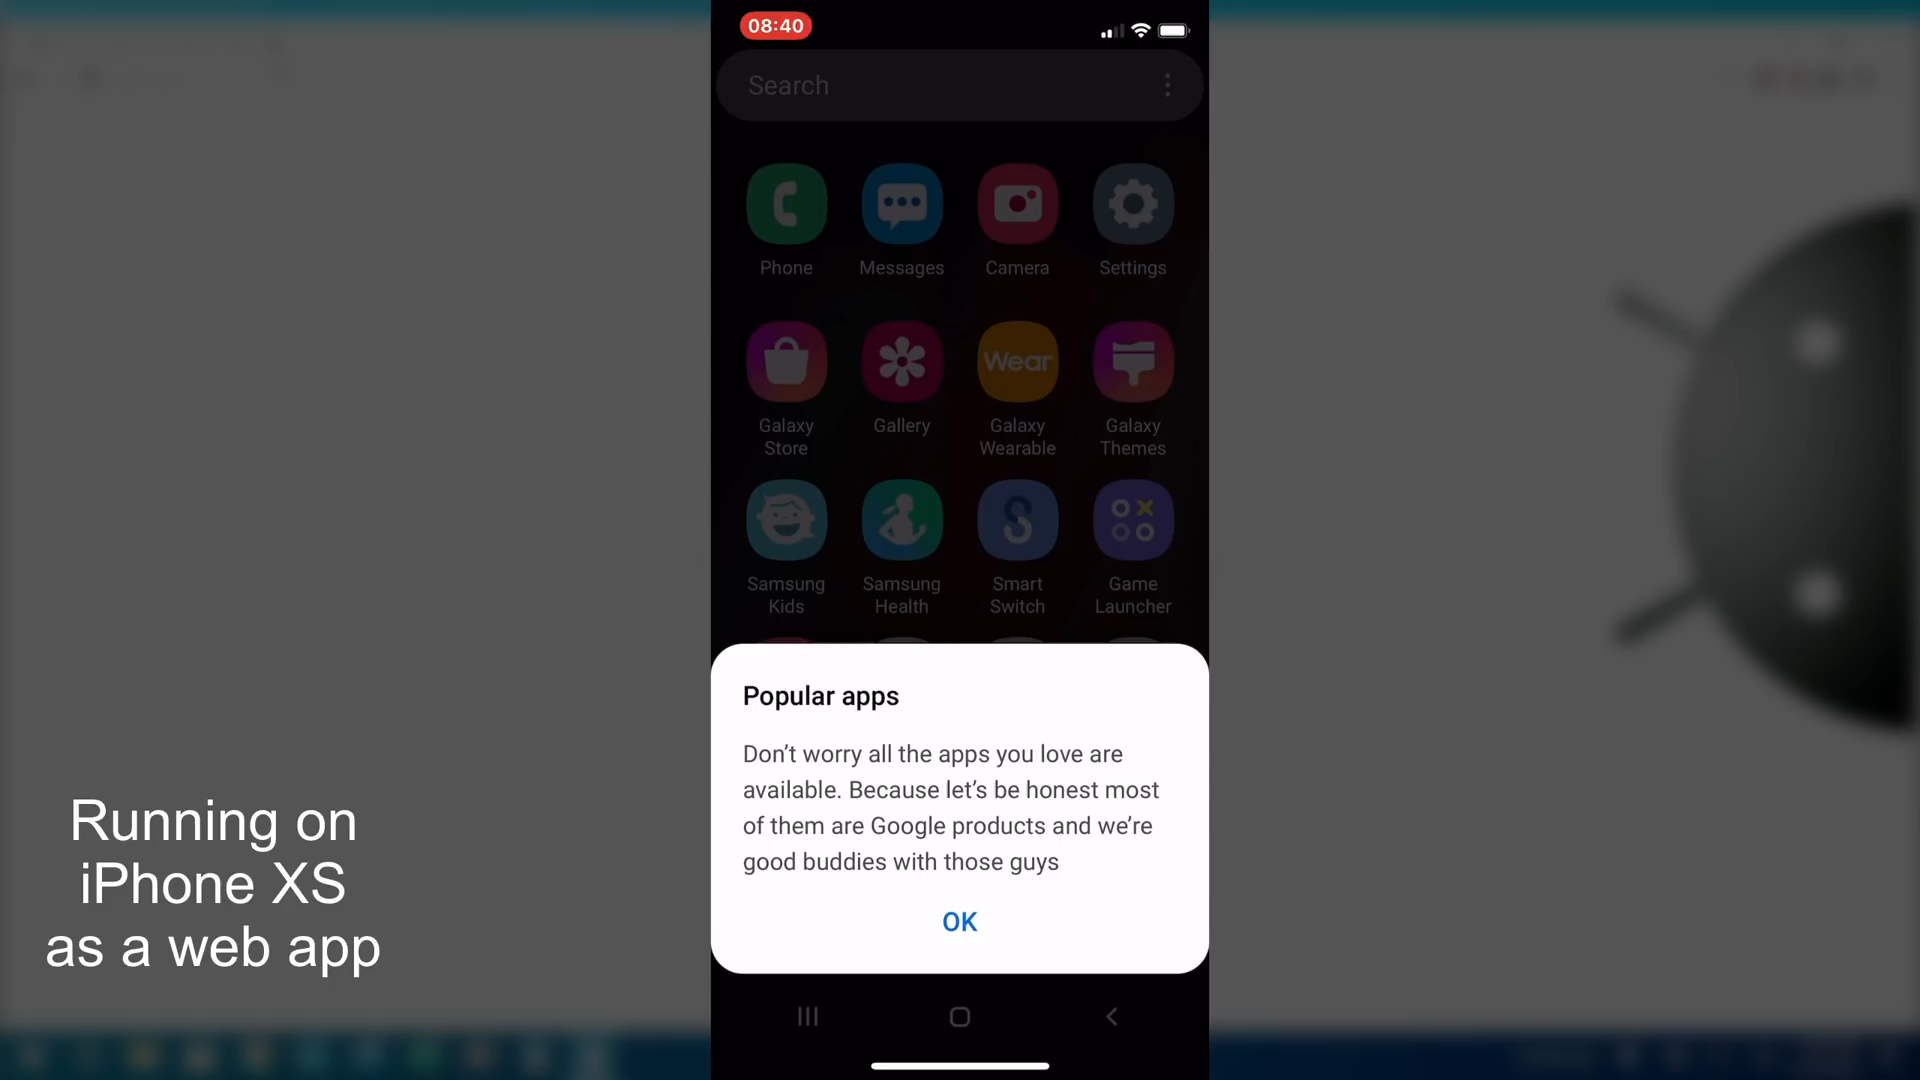 08:40
Search
Phone
Messages
Camera
Settings
Wear
Galaxy
Store
Gallery
Galaxy
Wearable
Galaxy
Themes
Samsung
Kids
Samsung
Health
Smart
Switch
Game
Launcher
Popular apps
Don’t worry all the apps you love are
available. Because let’s be honest most
of them are Google products and we’re
good buddies with those guys
OK
Running on
iPhone XS
as a web app